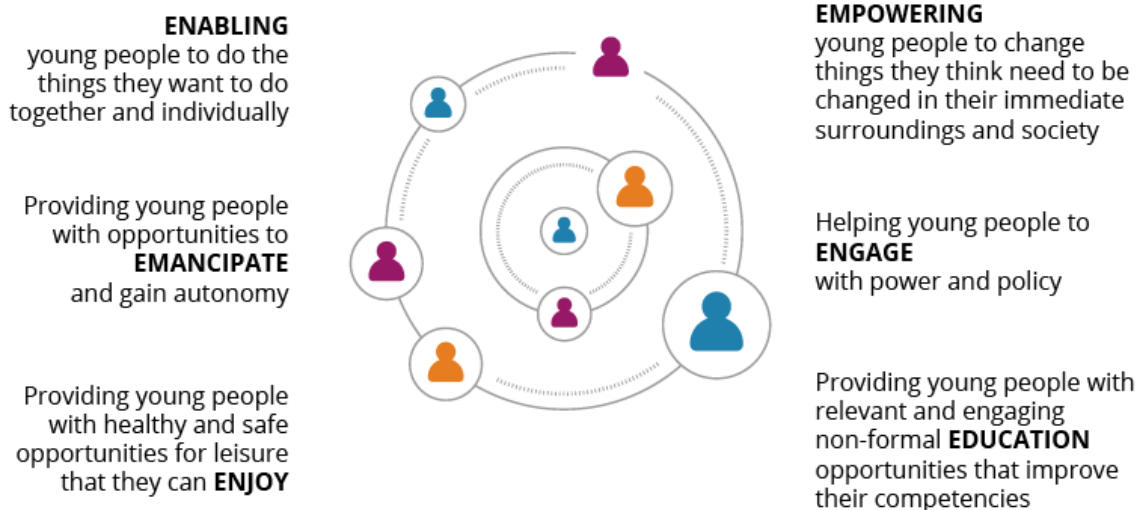 ENABLING
young people to do the
things they want to do
together and individually
Providing young people
with opportunities to
EMANCIPATE
and gain autonomy
Providing young people
with healthy and safe
opportunities for leisure
that they can ENJOY
EMPOWERING
young people to change
things they think need to be
changed in their immediate
surroundings and society
Helping young people to
ENGAGE
with power and policy
Providing young people with
relevant and engaging
non-formal EDUCATION
opportunities that improve
their competencies